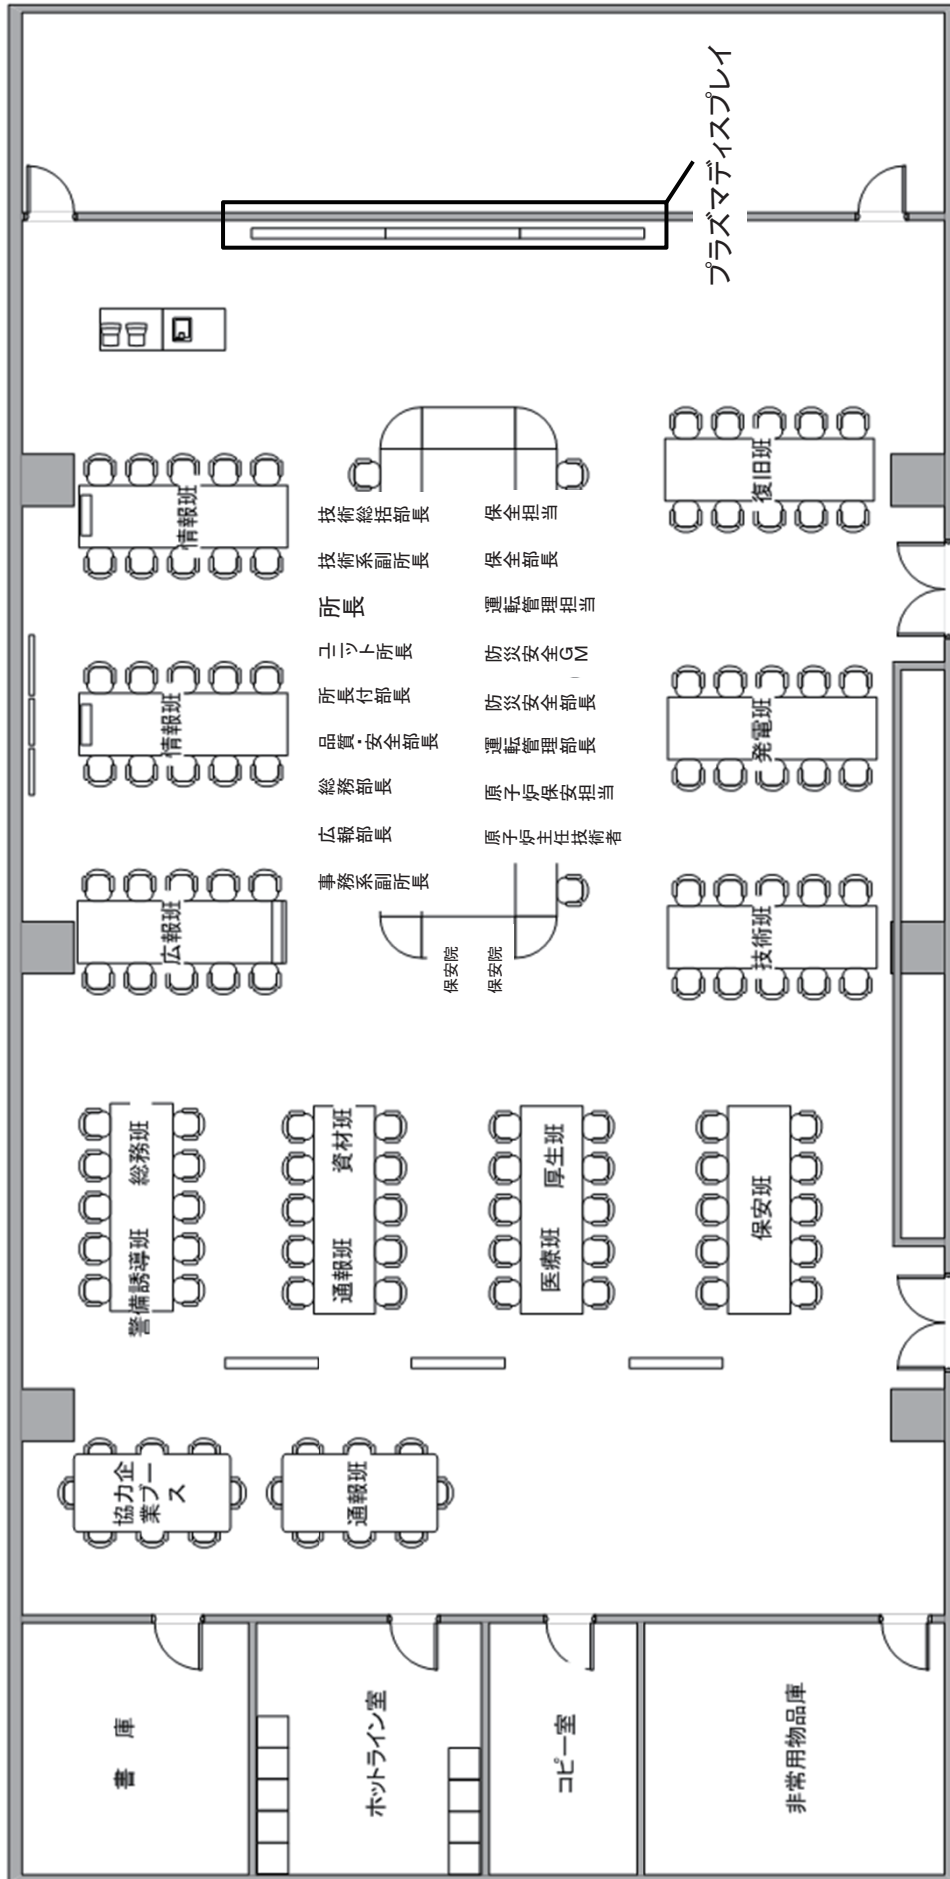 プラズマディスプレイ
情報班
復旧班
技術総括部長
保全担当
技術系副所長
保全部長
所長
運転管理担当
ユニット所長
防災安全GM
所長付部長
防災安全部長
情報班
発電班
品質・安全部長
運転管理部長
総務部長
原子炉保安担当
広報部長
原子炉主任技術者
事務系副所長
広報班
技術班
保安院
保安院
総務班
警備誘導班
資材班
通報班
厚生班
医療班
保安班
協力企
業ブー
ス
通報班
書 庫
ホットライン室
コピー室
非常用物品庫